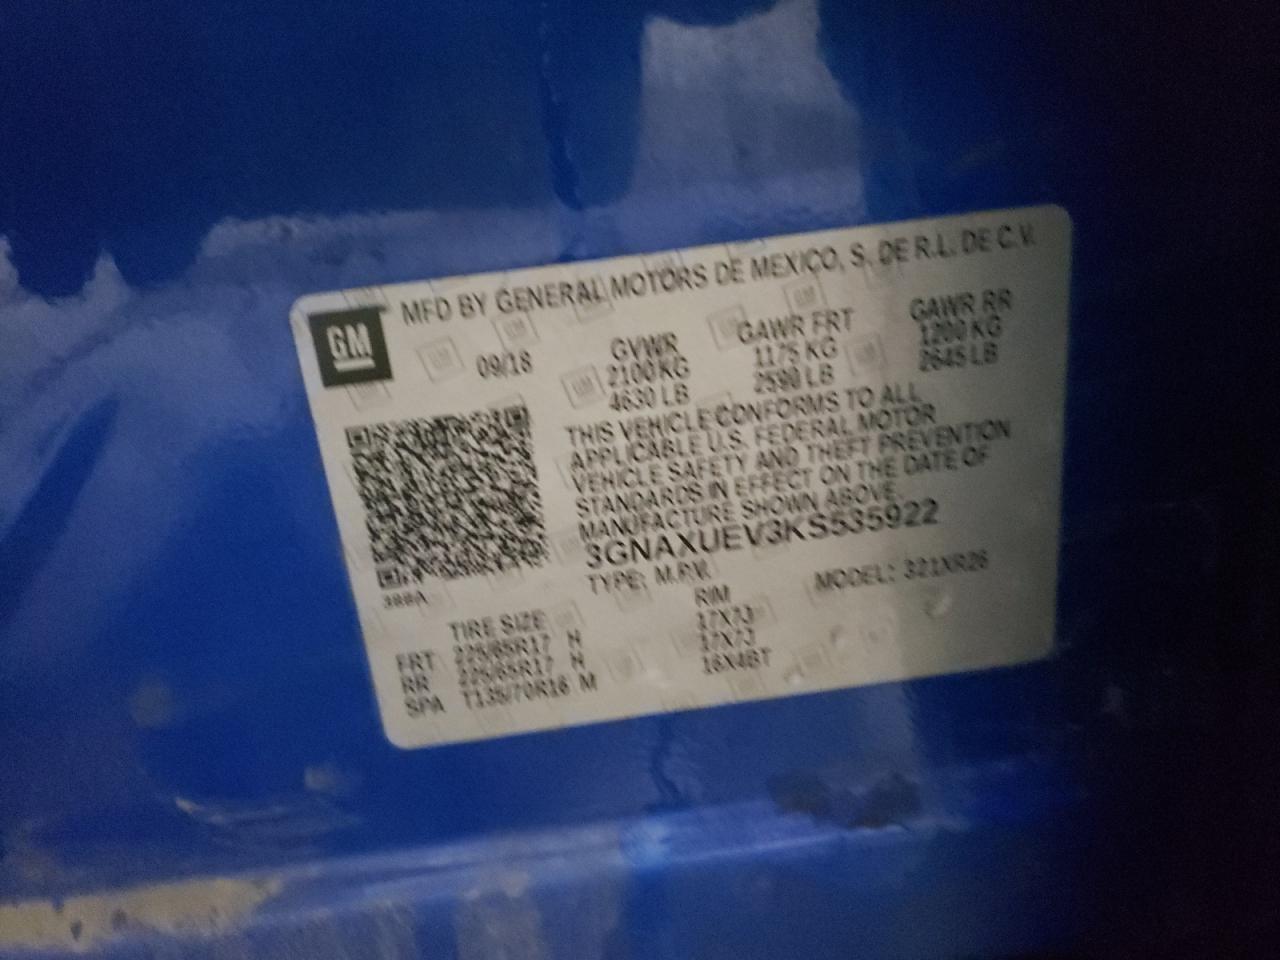 GM
MFD BY GENERAL MOTORS DE MEXICO, S. DE R.L. DE C.V.
09/18
GVWR
2100 KG
4630 LB
GAWR FRT
1175 KG
2590 LB
GAWR RR
1200 KG
2645 LB
THIS VEHICLE CONFORMS TO ALL
APPLICABLE U.S. FEDERAL MOTOR
VEHICLE SAFETY AND THEFT PREVENTION
STANDARDS IN EFFECT ON THE DATE OF
MANUFACTURE SHOWN ABOVE.
3GNAXUEV3KS535922
TYPE: M.P.V. MODEL: 321XR26
TIRE SIZE RIM
FRT 225/65R17 H 17X7J
RR 225/65R17 H 17X7J
SPA T135/70R16 M 16X4BT